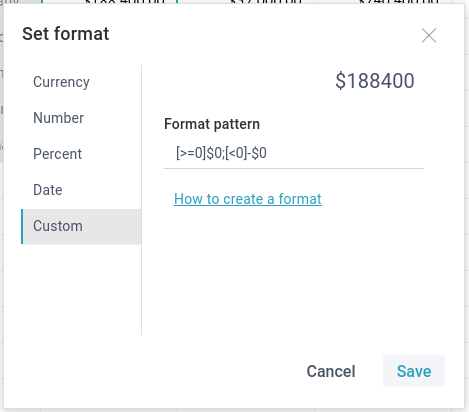 Set format
Currency
Number
Percent
Date
Custom
$188400
Format pattern
[>=0]$0;[<0]-$0
How to create a format
Cancel
Save